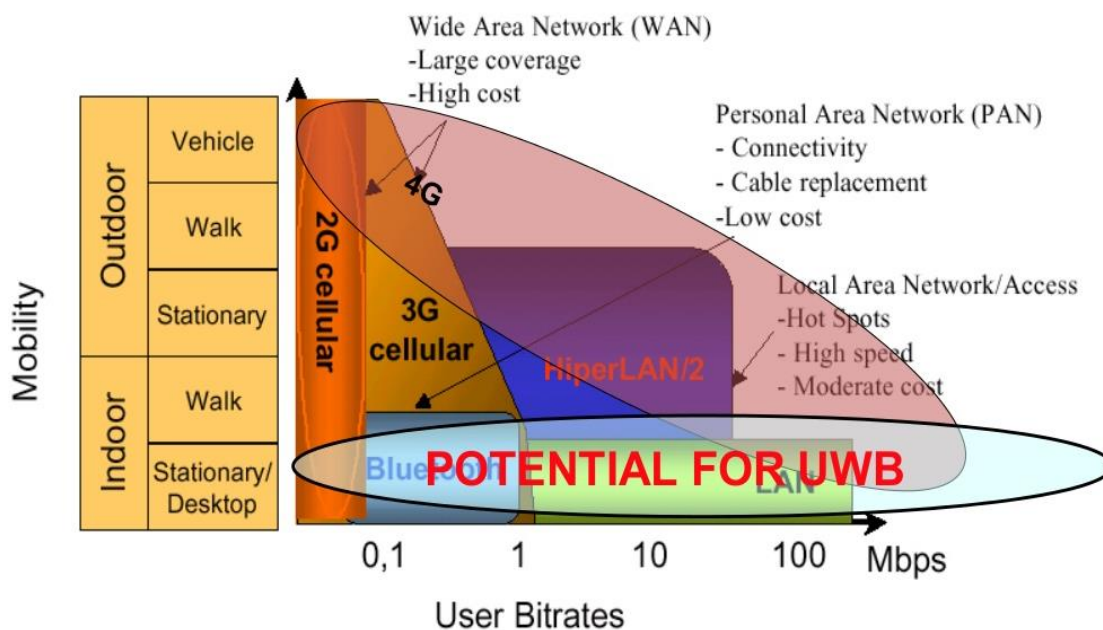 Wide Area Network (WAN)
-Large coverage
-High cost
Personal Area Network (PAN)
- Connectivity
- Cable replacement
-Low cost
Local Area Network/Access
-Hot Spots
- High speed
- Moderate cost
Mobility
Outdoor
Vehicle
Walk
Stationary
Indoor
Walk
Stationary/
Desktop
2G cellular
4G
3G
cellular
HiperLAN/2
Bluetooth
LAN
POTENTIAL FOR UWB
0,1
1
10
100
Mbps
User Bitrates